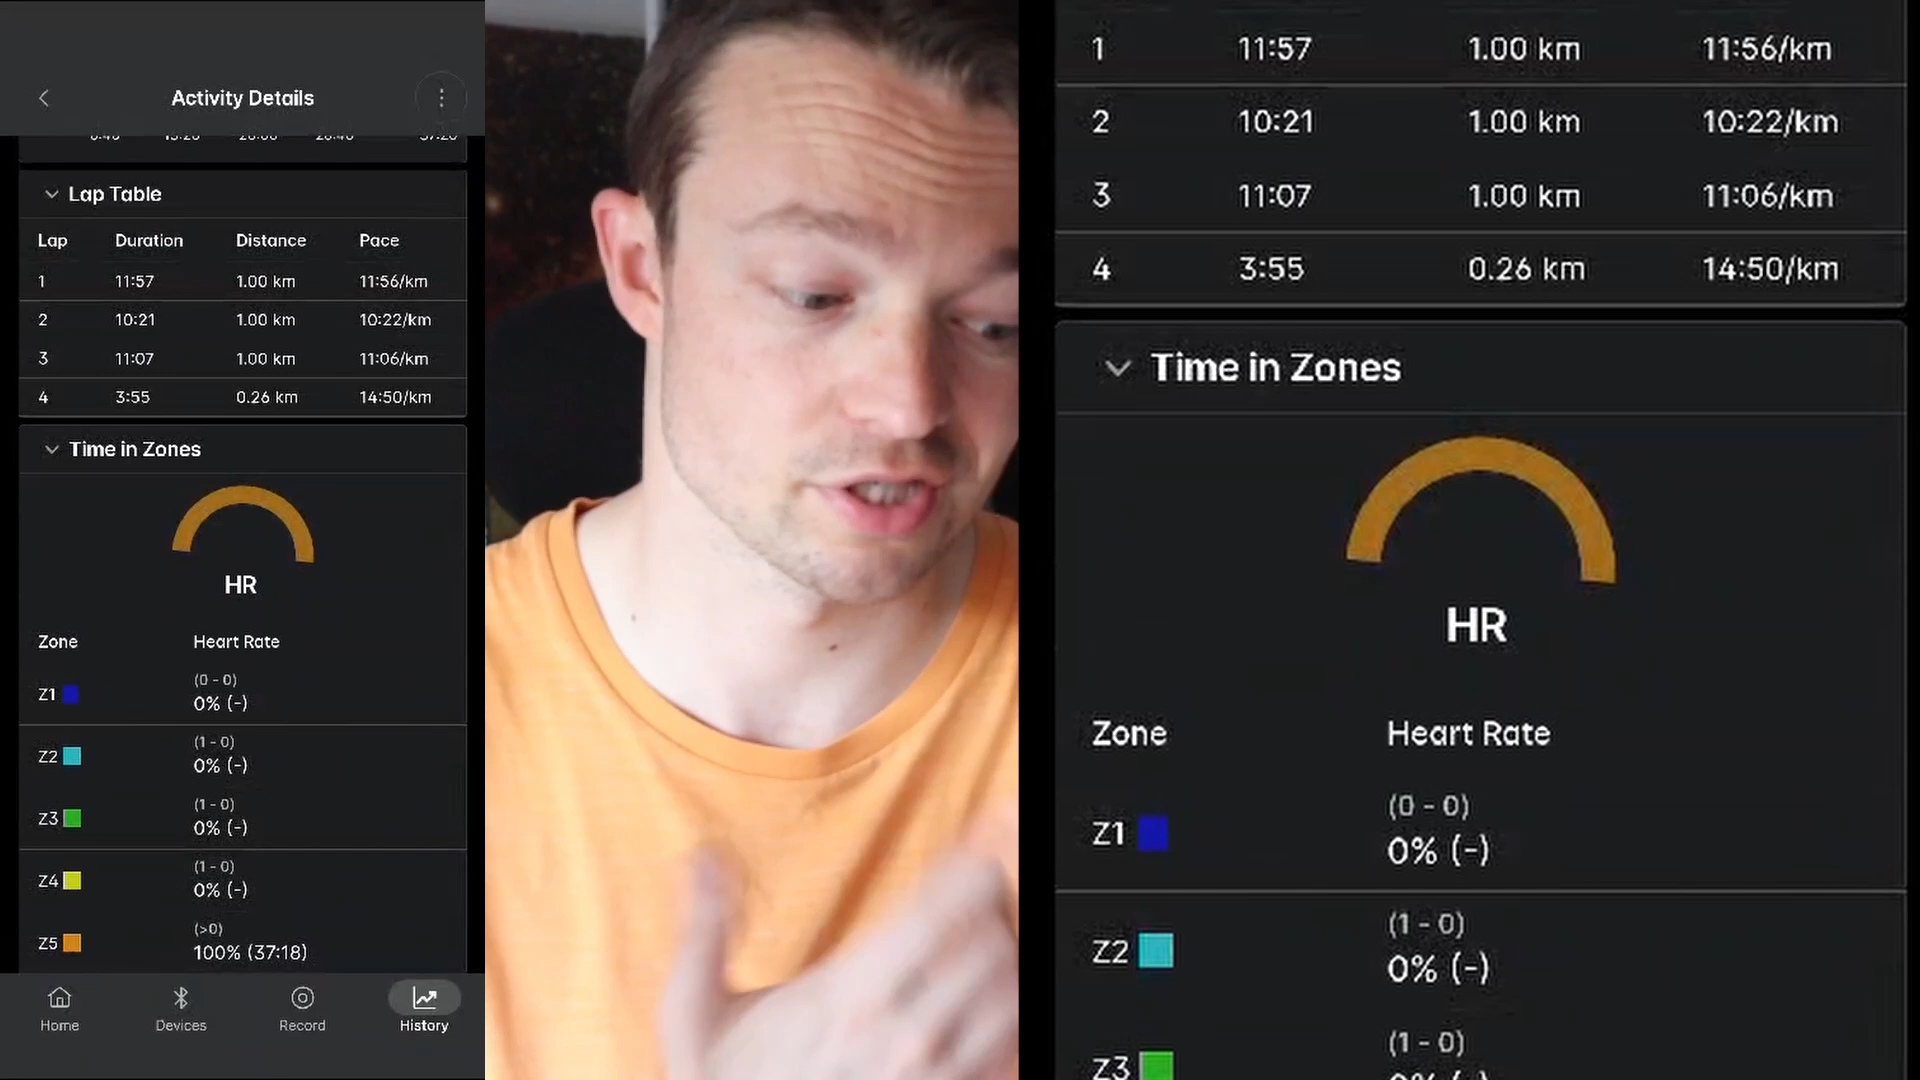 Activity Details
Lap Table
Lap Duration Distance Pace
1 11:57 1.00 km 11:56/km
2 10:21 1.00 km 10:22/km
3 11:07 1.00 km 11:06/km
4 3:55 0.26 km 14:50/km
Time in Zones
HR
Zone Heart Rate
(0 - 0)
Z1 0% (-)
(1 - 0)
Z2 0% (-)
(1 - 0)
Z3 0% (-)
(1 - 0)
Z4 0% (-)
(>0)
Z5 100% (37:18)
Home Devices Record History
1 11:57 1.00 km 11:56/km
2 10:21 1.00 km 10:22/km
3 11:07 1.00 km 11:06/km
4 3:55 0.26 km 14:50/km
Time in Zones
HR
Zone Heart Rate
(0 - 0)
Z1 0% (-)
(1 - 0)
Z2 0% (-)
(1 - 0)
Z3